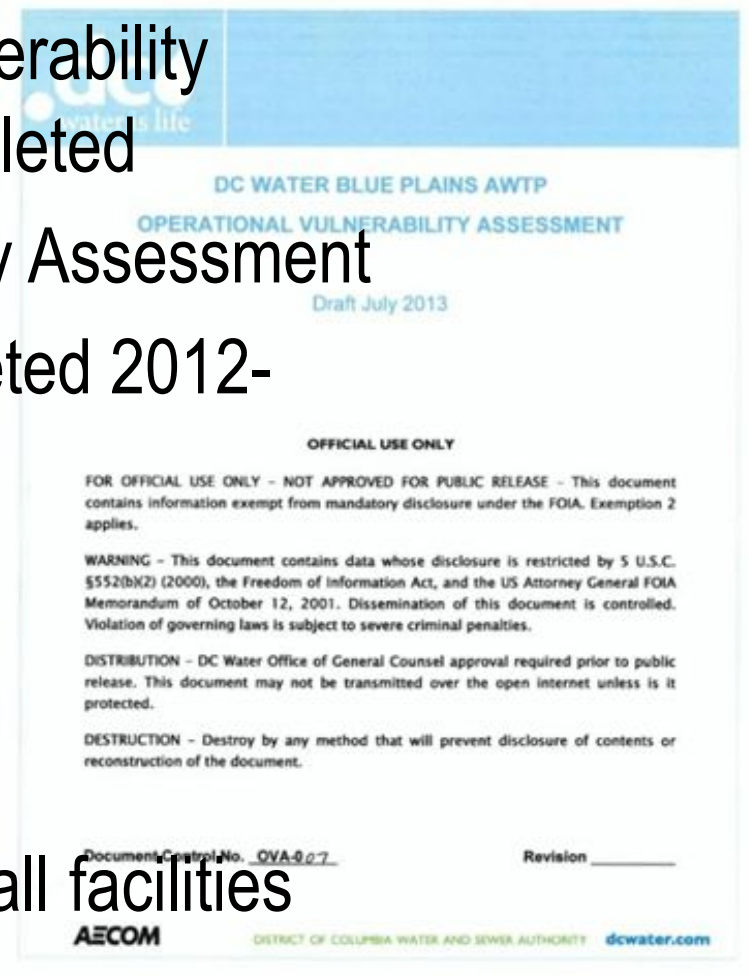 erability
water is life
leted
DC WATER BLUE PLAINS AWTP
OPERATIONAL VULNERABILITY ASSESSMENT
y Assessment
Draft July 2013
eted 2012-
OFFICIAL USE ONLY
FOR OFFICIAL USE ONLY – NOT APPROVED FOR PUBLIC RELEASE – This document
contains information exempt from mandatory disclosure under the FOIA. Exemption 2
applies.
WARNING – This document contains data whose disclosure is restricted by 5 U.S.C.
§552(b)(2) (2000), the Freedom of Information Act, and the US Attorney General FOIA
Memorandum of October 12, 2001. Dissemination of this document is controlled.
Violation of governing laws is subject to severe criminal penalties.
DISTRIBUTION – DC Water Office of General Counsel approval required prior to public
release. This document may not be transmitted over the open internet unless is it
protected.
DESTRUCTION – Destroy by any method that will prevent disclosure of contents or
reconstruction of the document.
Document Control No. OVA-007 Revision
all facilities
AECOM DISTRICT OF COLUMBIA WATER AND SEWER AUTHORITY dcwater.com